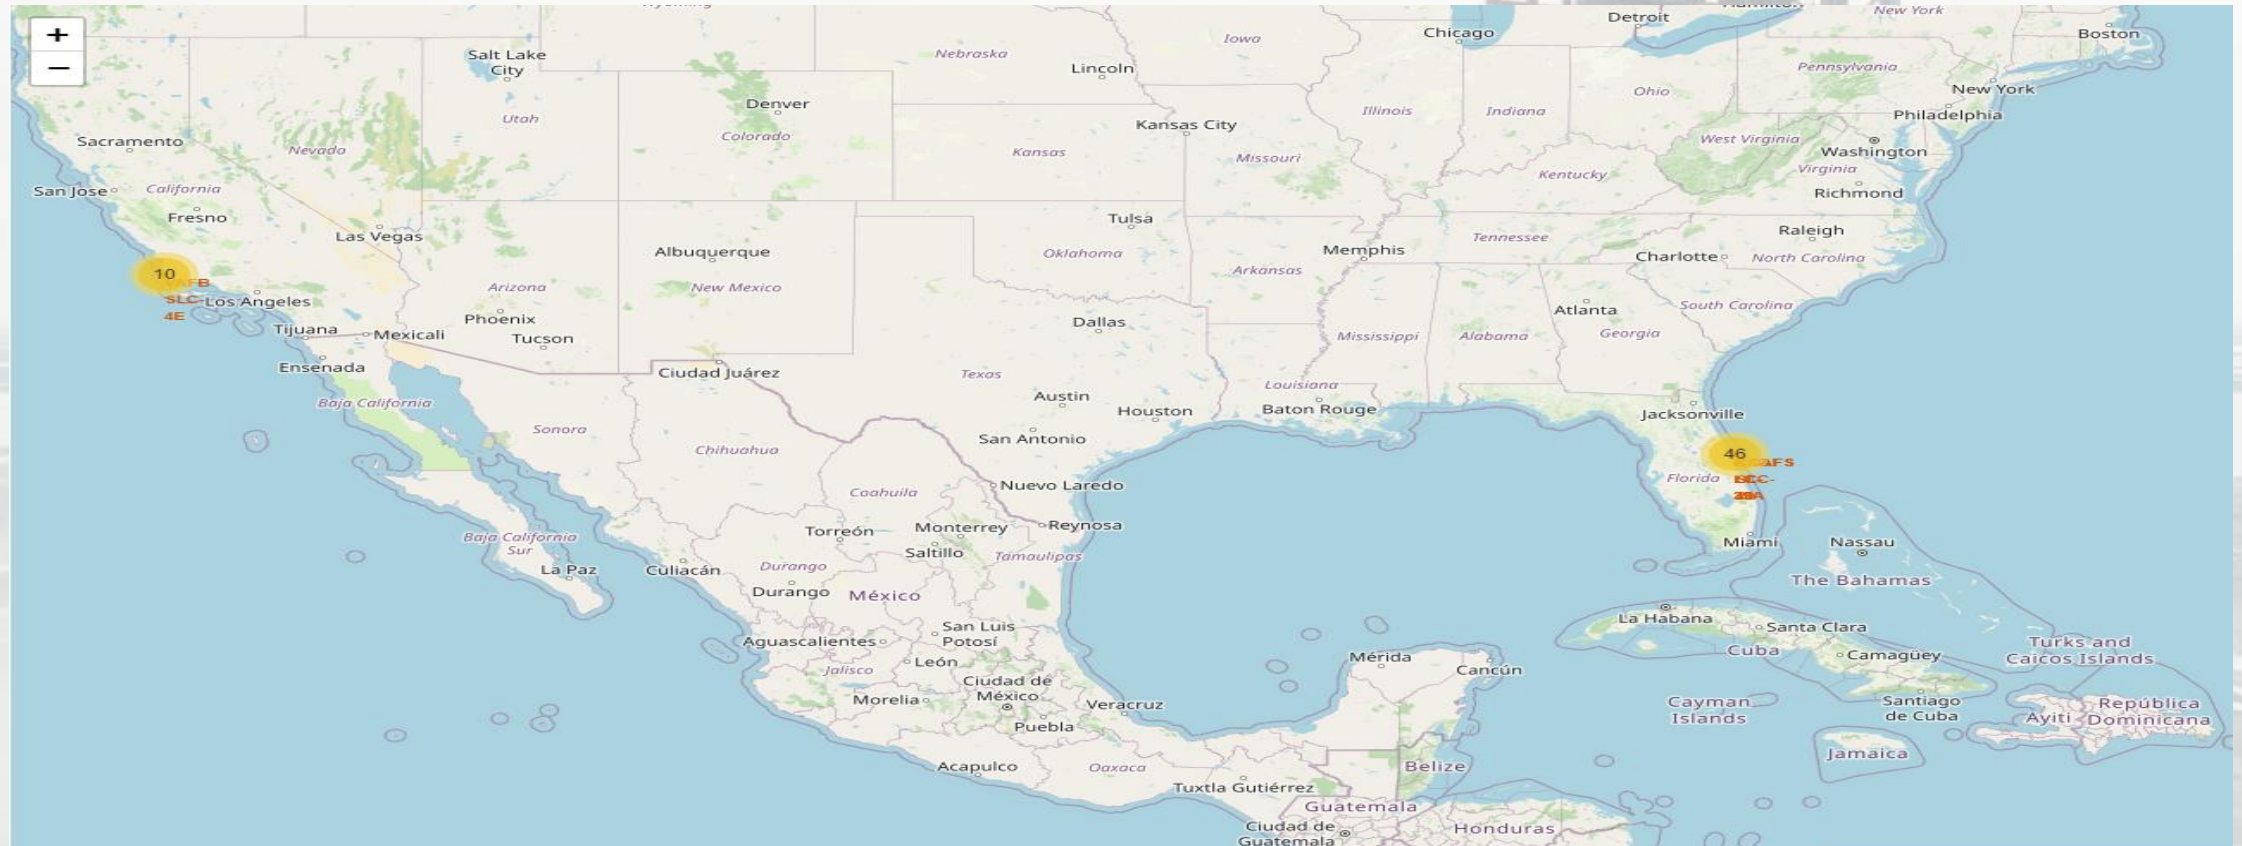 +
−
Detroit
New York
Chicago
Boston
Iowa
Salt Lake
City
Nebraska
Lincoln
Pennsylvania
New York
Ohio
Denver
Illinois
Indiana
Philadelphia
Utah
Colorado
Kansas City
Sacramento
West Virginia
Washington
Nevada
Kansas
Missouri
Virginia
Kentucky
San Jose
California
Richmond
Fresno
Tulsa
Las Vegas
Raleigh
Tennessee
Albuquerque
Oklahoma
Memphis
Charlotte
North Carolina
Arkansas
10
AFB
SLC-
4E
Los Angeles
Arizona
New Mexico
South Carolina
Atlanta
Phoenix
Dallas
Tijuana
Mexicali
Tucson
Mississippi
Alabama
Georgia
Ensenada
Ciudad Juárez
Texas
Louisiana
Baja California
Austin
Houston
Baton Rouge
Jacksonville
Sonora
San Antonio
Chihuahua
46
AFS
Florida
Nuevo Laredo
Coahuila
Torreón
Monterrey
Reynosa
Baja California
Sur
Saltillo
Tamaulipas
Miami
Nassau
La Paz
Culiacán
Durango
The Bahamas
Durango
México
La Habana
San Luis
Potosí
Santa Clara
Aguascalientes
Turks and
Caicos Islands
Cuba
Camagüey
Mérida
León
Jalisco
Cancún
Ciudad de
México
Morelia
Veracruz
Cayman
Islands
Santiago
de Cuba
República
Dominicana
Ayiti
Puebla
Jamaica
Acapulco
Oaxaca
Belize
Tuxtla Gutiérrez
Guatemala
Ciudad de
Guatemala
Honduras